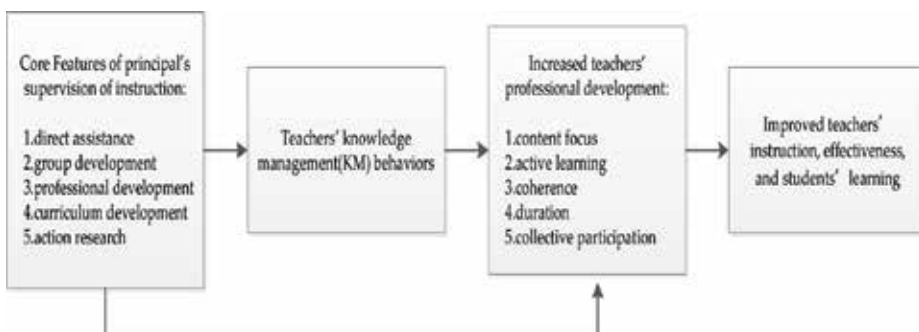 Core Features of principal's
supervision of instruction:
1.direct assistance
2.group development
3.professional development
4.curriculum development
5.action research
Teachers' knowledge
management(KM) behaviors
Increased teachers'
professional development:
1.content focus
2.active learning
3.coherence
4.duration
5.collective participation
Improved teachers'
instruction, effectiveness,
and students' learning